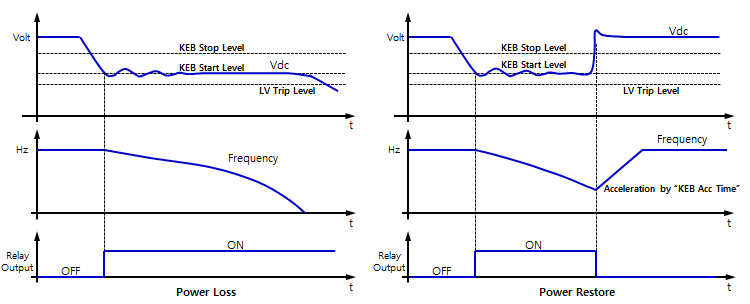 Volt
KEB Stop Level
KEB Start Level
Vdc
LV Trip Level
t
Hz
Frequency
t
Relay
Output
OFF
ON
t
Power Loss
Volt
Vdc
KEB Stop Level
KEB Start Level
LV Trip Level
t
Hz
Frequency
Acceleration by “KEB Acc Time”
t
Relay
Output
OFF
ON
t
Power Restore